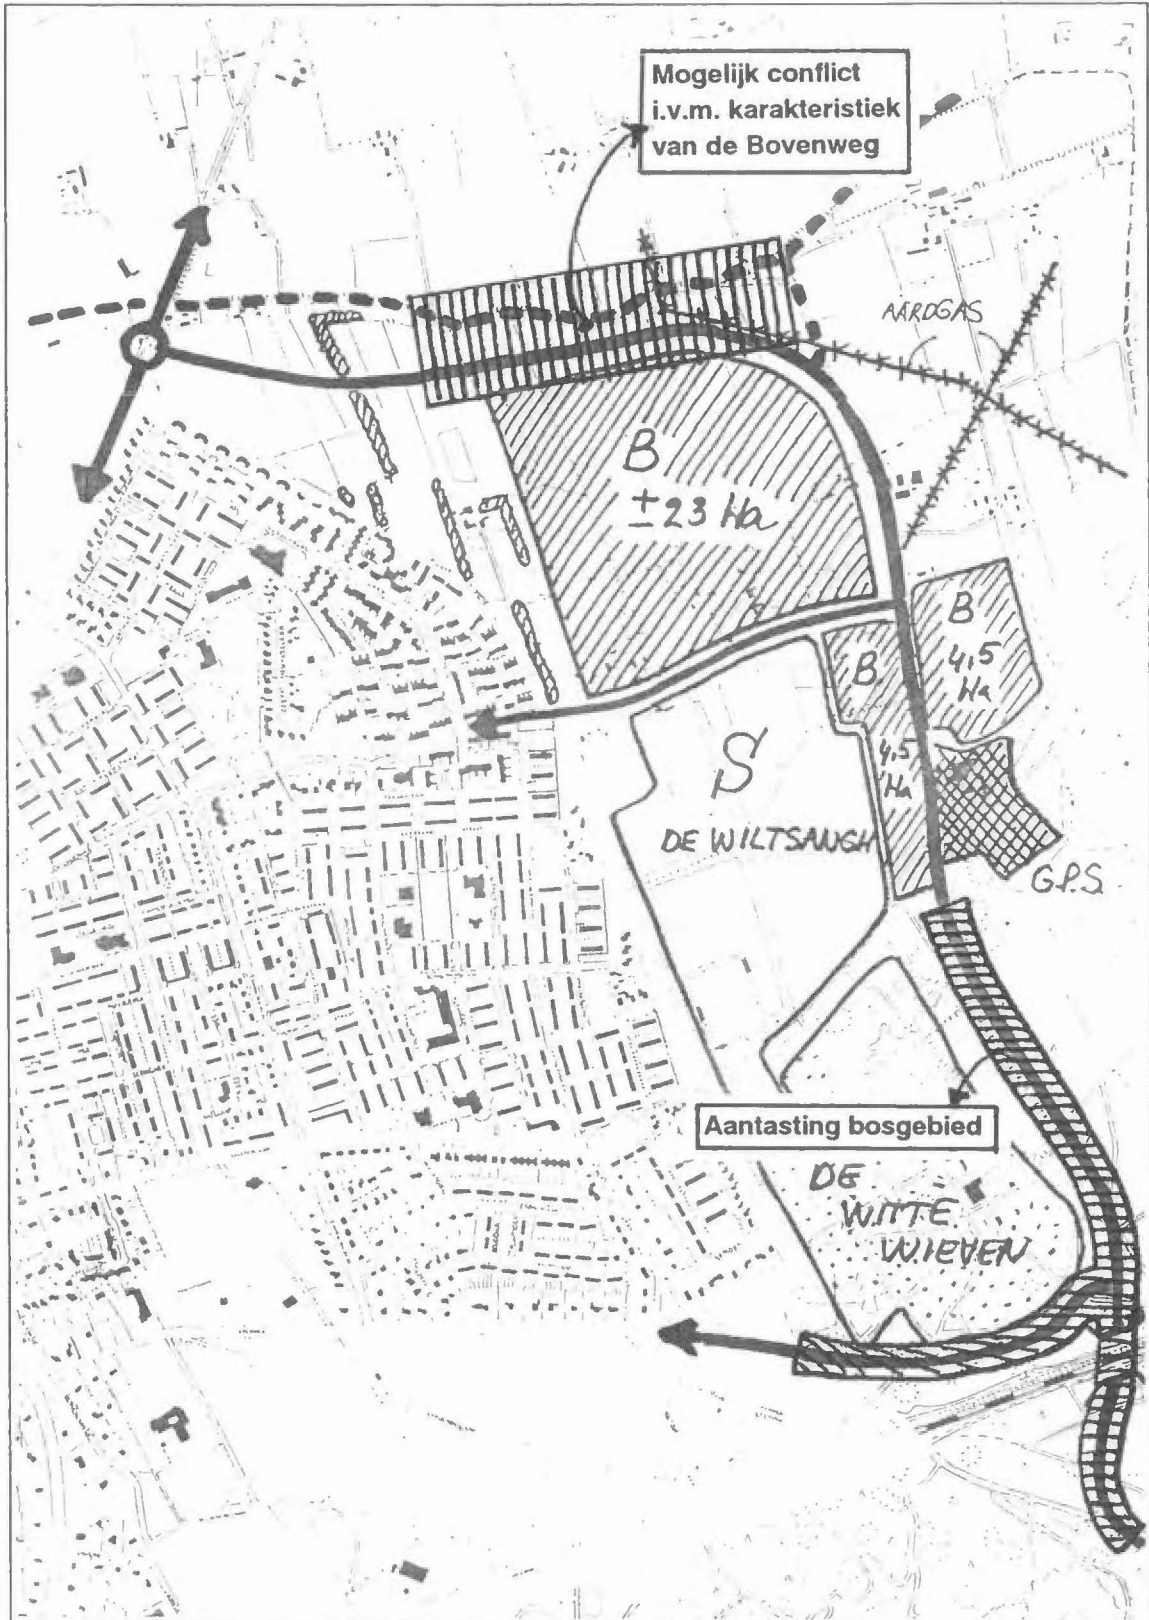 Mogelijk conflict
i.v.m. karakteristiek
van de Bovenweg
AARDGAS
B
±23 Ha
B
4,5
Ha
B
4,5
Ha
S
DE WILTSANGH
G.P.S.
Aantasting bosgebied
DE
WITTE
WIEVEN